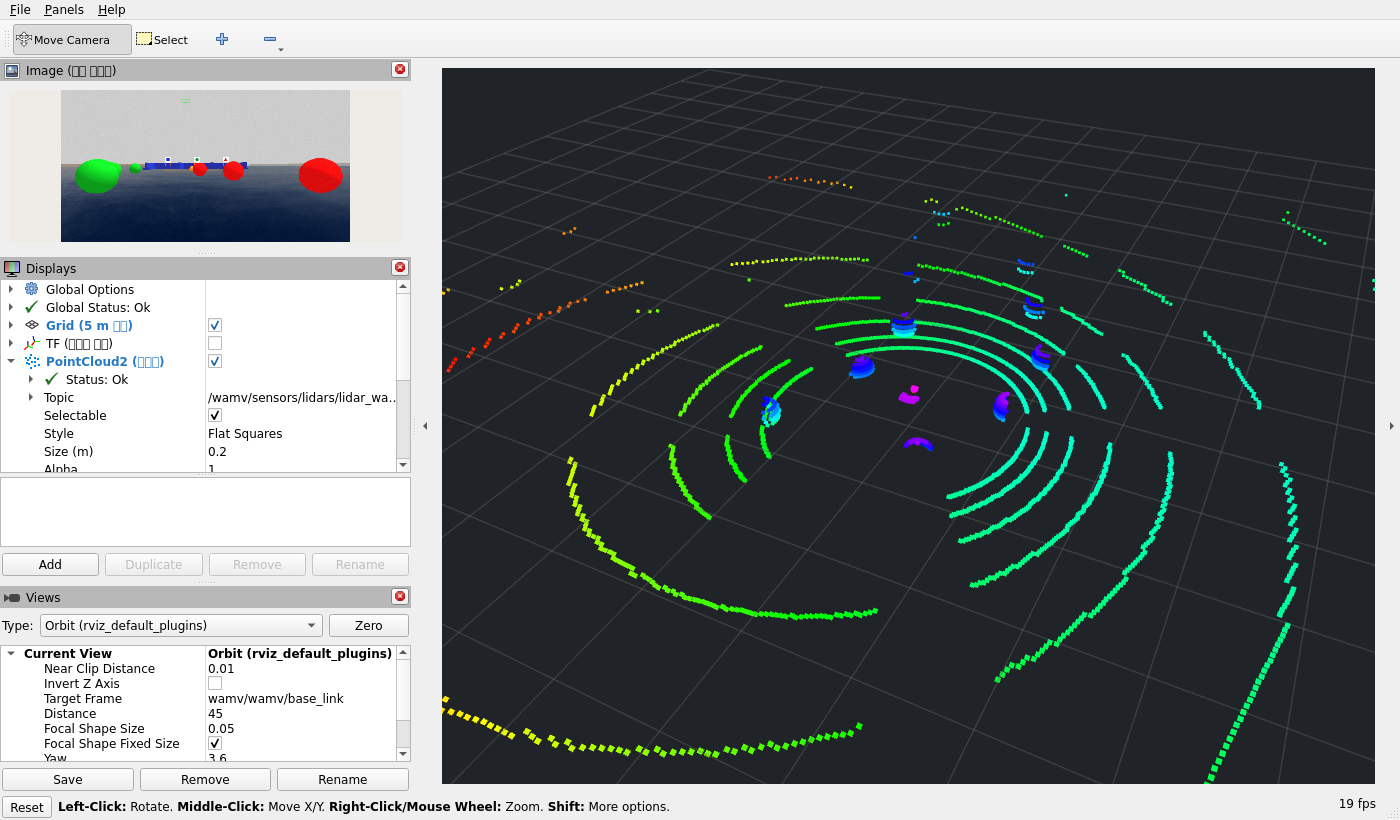 File Panels Help
Move Camera Select
Image (
Displays
Global Options
Global Status: Ok
Grid (5 m
TF (
PointCloud2 (
Status: Ok
Topic /wamv/sensors/lidars/lidar_wa...
Selectable
Style Flat Squares
Size (m) 0.2
Alpha 1
Add Duplicate Remove Rename
Views
Type: Orbit (rviz_default_plugins) Zero
Current View Orbit (rviz_default_plugins)
Near Clip Distance 0.01
Invert Z Axis
Target Frame wamv/wamv/base_link
Distance 45
Focal Shape Size 0.05
Focal Shape Fixed Size
Yaw 3.6
Save Remove Rename
Reset Left-Click: Rotate. Middle-Click: Move X/Y. Right-Click/Mouse Wheel: Zoom. Shift: More options. 19 fps